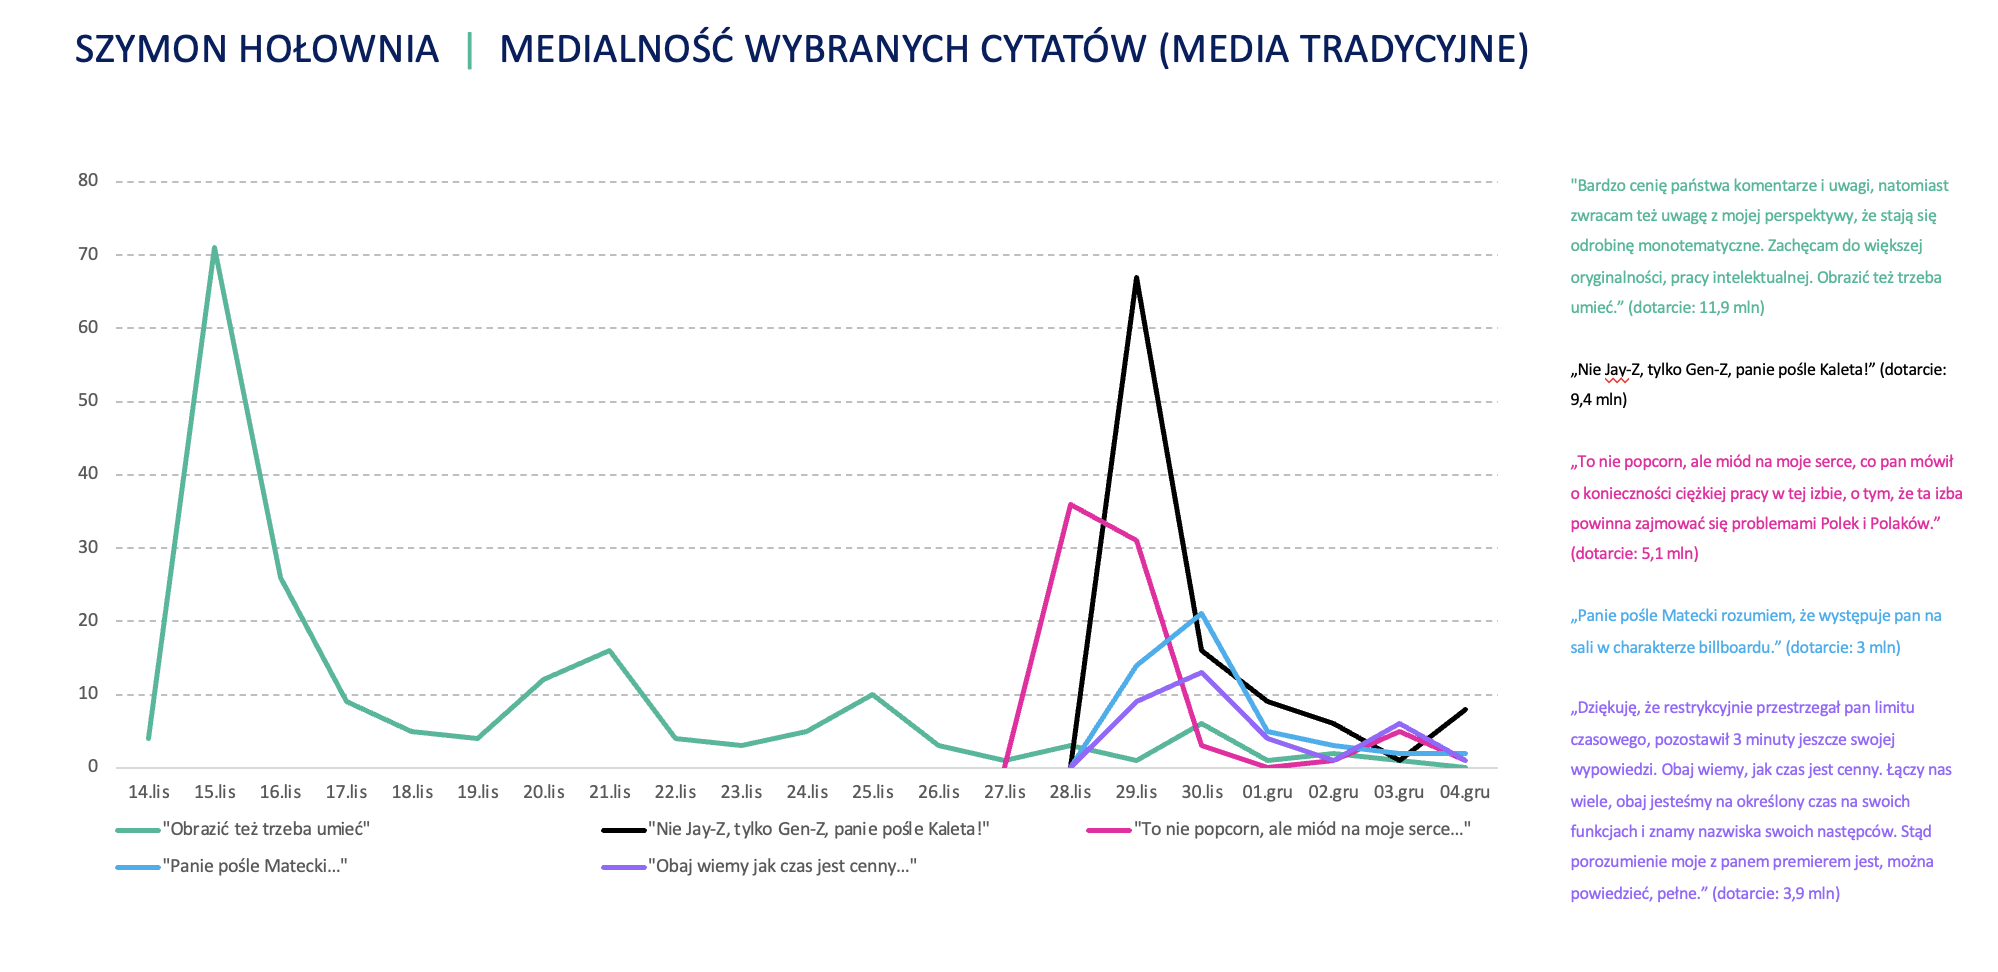 SZYMON HOŁOWNIA | MEDIALNOŚĆ WYBRANYCH CYTATÓW (MEDIA TRADYCYJNE)
80
70
60
50
40
30
20
10
0
14.lis 15.lis 16.lis 17.lis 18.lis 19.lis 20.lis 21.lis 22.lis 23.lis 24.lis 25.lis 26.lis 27.lis 28.lis 29.lis 30.lis 01.gru 02.gru 03.gru 04.gru
"Obrazić też trzeba umieć" "Nie Jay-Z, tylko Gen-Z, panie pośle Kaleta!" "To nie popcorn, ale miód na moje serce..."
"Panie pośle Matecki..." "Obaj wiemy jak czas jest cenny..."
"Bardzo cenię państwa komentarze i uwagi, natomiast
zwracam też uwagę z mojej perspektywy, że stają się
odrobinę monotematyczne. Zachęcam do większej
oryginalności, pracy intelektualnej. Obrazić też trzeba
umieć.” (dotarcie: 11,9 mln)
„Nie Jay-Z, tylko Gen-Z, panie pośle Kaleta!” (dotarcie:
9,4 mln)
„To nie popcorn, ale miód na moje serce, co pan mówił
o konieczności ciężkiej pracy w tej izbie, o tym, że ta izba
powinna zajmować się problemami Polek i Polaków.”
(dotarcie: 5,1 mln)
„Panie pośle Matecki rozumiem, że występuje pan na
sali w charakterze billboardu.” (dotarcie: 3 mln)
„Dziękuję, że restrykcyjnie przestrzegał pan limitu
czasowego, pozostawił 3 minuty jeszcze swojej
wypowiedzi. Obaj wiemy, jak czas jest cenny. Łączy nas
wiele, obaj jesteśmy na określony czas na swoich
funkcjach i znamy nazwiska swoich następców. Stąd
porozumienie moje z panem premierem jest, można
powiedzieć, pełne.” (dotarcie: 3,9 mln)